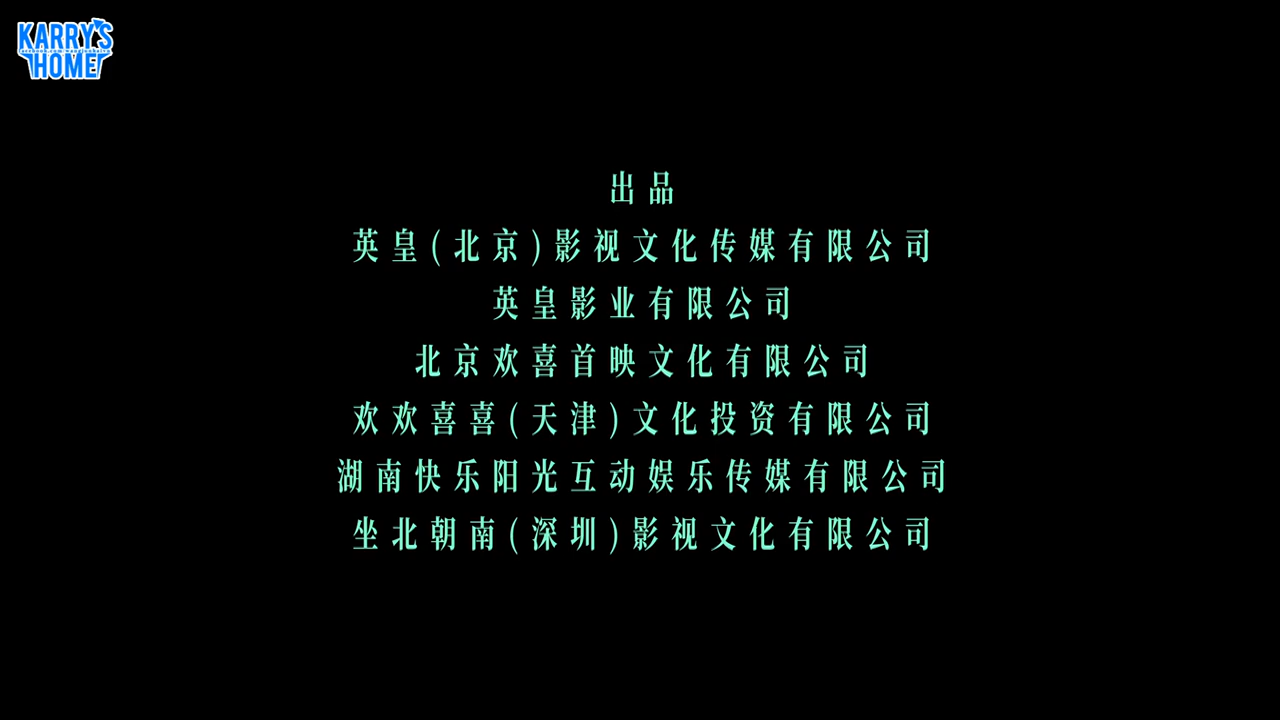 KARRY'S
HOME
出品
英皇(北京)影视文化传媒有限公司
英皇影业有限公司
北京欢喜首映文化有限公司
欢欢喜喜(天津)文化投资有限公司
湖南快乐阳光互动娱乐传媒有限公司
坐北朝南(深圳)影视文化有限公司